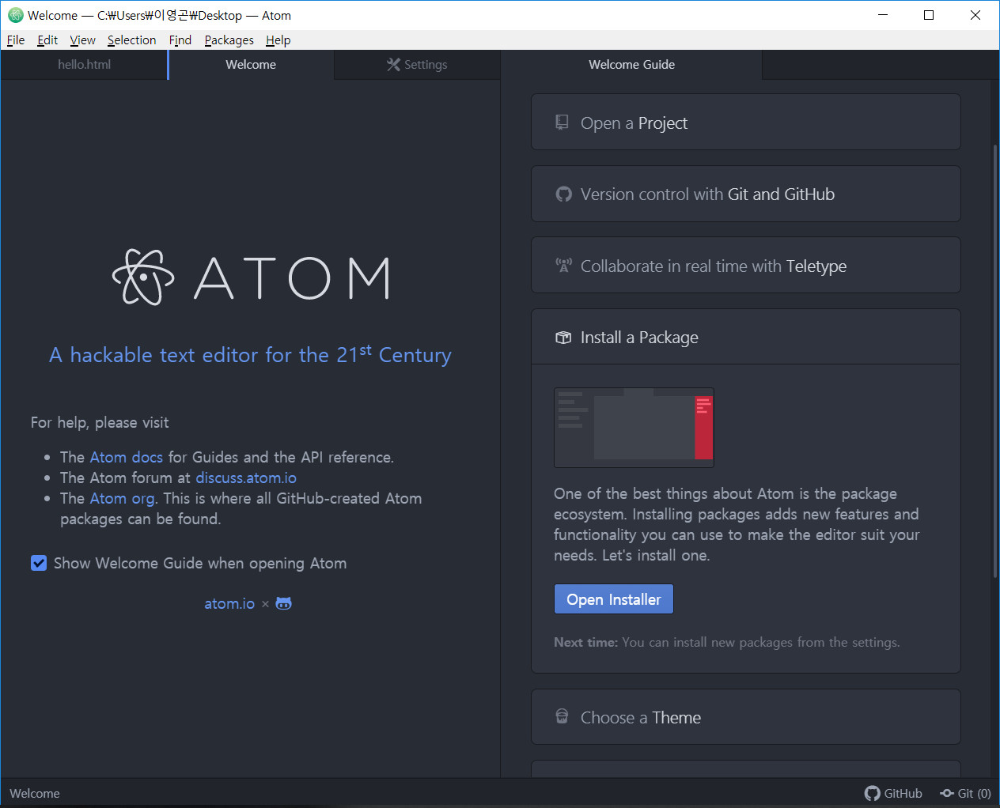 Welcome — C:₩Users₩이영곤₩Desktop — Atom
File Edit View Selection Find Packages Help
hello.html Welcome Settings Welcome Guide
ATOM
A hackable text editor for the 21st Century
For help, please visit
• The Atom docs for Guides and the API reference.
• The Atom forum at discuss.atom.io
• The Atom org. This is where all GitHub-created Atom
packages can be found.
Show Welcome Guide when opening Atom
atom.io ×
Open a Project
Version control with Git and GitHub
Collaborate in real time with Teletype
Install a Package
One of the best things about Atom is the package
ecosystem. Installing packages adds new features and
functionality you can use to make the editor suit your
needs. Let's install one.
Open Installer
Next time: You can install new packages from the settings.
Choose a Theme
Welcome GitHub Git (0)